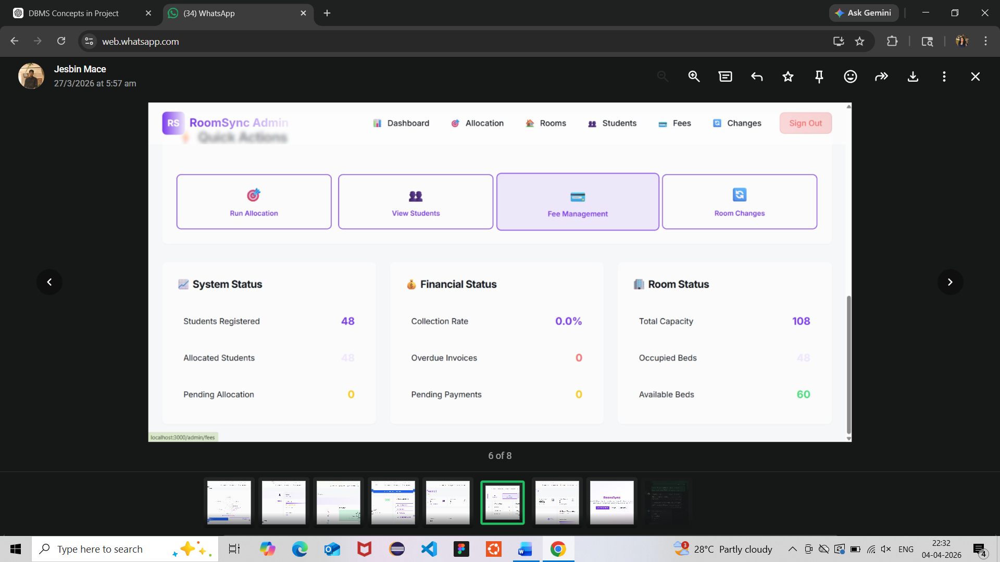 DBMS Concepts in Project
(34) WhatsApp
Ask Gemini
web.whatsapp.com
Jesbin Mace
27/3/2026 at 5:57 am
RS RoomSync Admin
Dashboard
Allocation
Rooms
Students
Fees
Changes
Sign Out
Quick Actions
Run Allocation
View Students
Fee Management
Room Changes
System Status
Students Registered 48
Allocated Students 48
Pending Allocation 0
Financial Status
Collection Rate 0.0%
Overdue Invoices 0
Pending Payments 0
Room Status
Total Capacity 108
Occupied Beds 48
Available Beds 60
localhost:3000/admin/fees
6 of 8
RoomSync
Type here to search
3
28°C Partly cloudy
ENG
22:32
04-04-2026
4